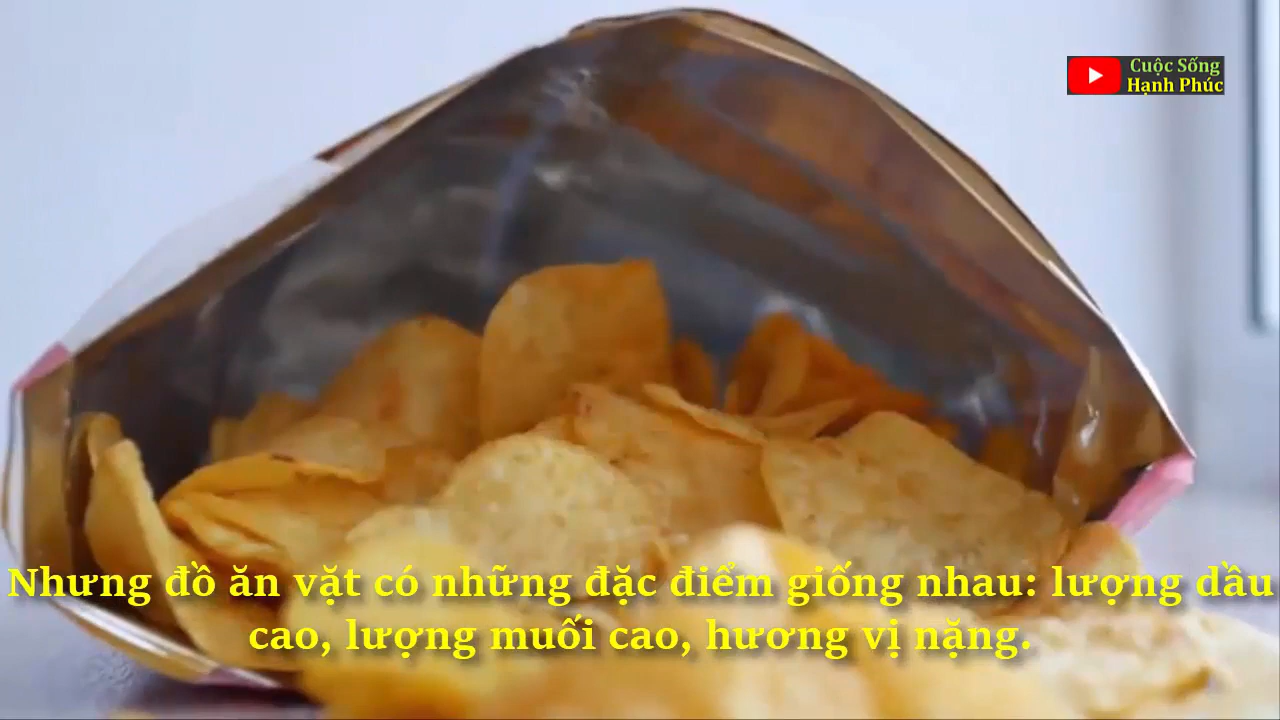 Cuộc Sống
Hạnh Phúc
Nhưng đồ ăn vặt có những đặc điểm giống nhau: lượng dầu
cao, lượng muối cao, hương vị nặng.